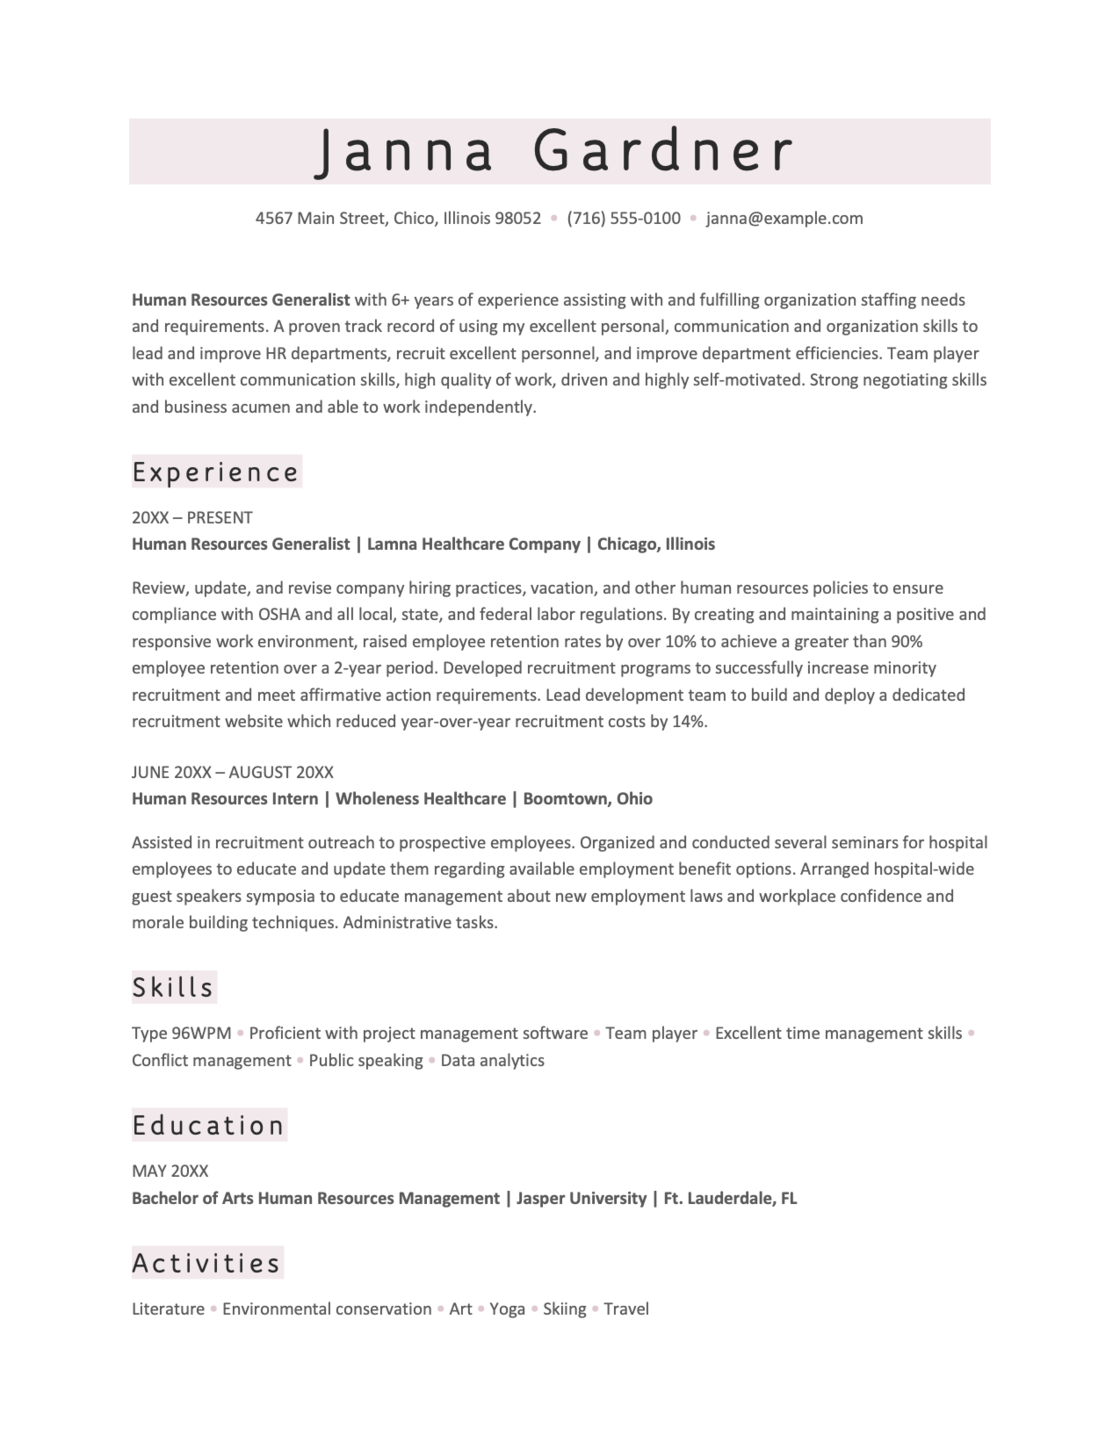 Janna Gardner
4567 Main Street, Chico, Illinois 98052 • (716) 555-0100 • janna@example.com
Human Resources Generalist with 6+ years of experience assisting with and fulfilling organization staffing needs
and requirements. A proven track record of using my excellent personal, communication and organization skills to
lead and improve HR departments, recruit excellent personnel, and improve department efficiencies. Team player
with excellent communication skills, high quality of work, driven and highly self-motivated. Strong negotiating skills
and business acumen and able to work independently.
Experience
20XX – PRESENT
Human Resources Generalist | Lamna Healthcare Company | Chicago, Illinois
Review, update, and revise company hiring practices, vacation, and other human resources policies to ensure
compliance with OSHA and all local, state, and federal labor regulations. By creating and maintaining a positive and
responsive work environment, raised employee retention rates by over 10% to achieve a greater than 90%
employee retention over a 2-year period. Developed recruitment programs to successfully increase minority
recruitment and meet affirmative action requirements. Lead development team to build and deploy a dedicated
recruitment website which reduced year-over-year recruitment costs by 14%.
JUNE 20XX – AUGUST 20XX
Human Resources Intern | Wholeness Healthcare | Boomtown, Ohio
Assisted in recruitment outreach to prospective employees. Organized and conducted several seminars for hospital
employees to educate and update them regarding available employment benefit options. Arranged hospital-wide
guest speakers symposia to educate management about new employment laws and workplace confidence and
morale building techniques. Administrative tasks.
Skills
Type 96WPM • Proficient with project management software • Team player • Excellent time management skills •
Conflict management • Public speaking • Data analytics
Education
MAY 20XX
Bachelor of Arts Human Resources Management | Jasper University | Ft. Lauderdale, FL
Activities
Literature • Environmental conservation • Art • Yoga • Skiing • Travel